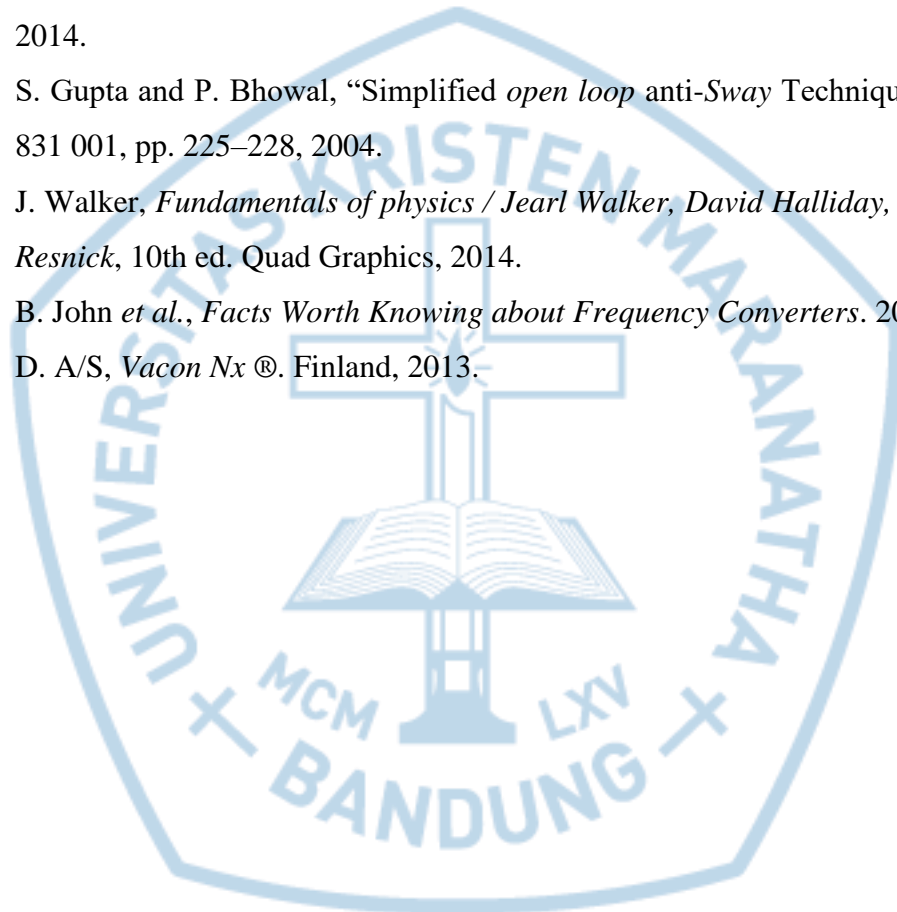 2014.
S. Gupta and P. Bhowal, “Simplified open loop anti-Sway
831 001, pp. 225–228, 2004.
J. Walker, Fundamentals of physics / Jearl Walker, David Halliday,
Resnick, 10th ed. Quad Graphics, 2014.
B. John et al., Facts Worth Knowing about Frequency Converters.
D. A/S, Vacon Nx ®. Finland, 2013.
UNIVERSITAS KRISTEN MARANATHA
MCM LXV
BANDUNG